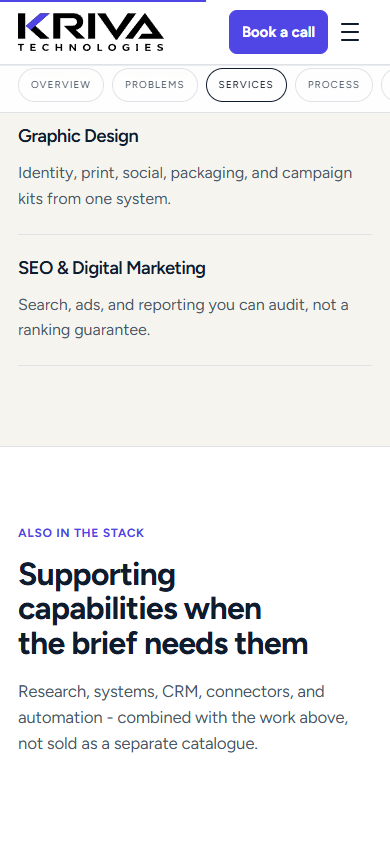 KRIVA
TECHNOLOGIES
Book a call
OVERVIEW
PROBLEMS
SERVICES
PROCESS
Graphic Design
Identity, print, social, packaging, and campaign
kits from one system.
SEO & Digital Marketing
Search, ads, and reporting you can audit, not a
ranking guarantee.
ALSO IN THE STACK
Supporting
capabilities when
the brief needs them
Research, systems, CRM, connectors, and
automation - combined with the work above,
not sold as a separate catalogue.